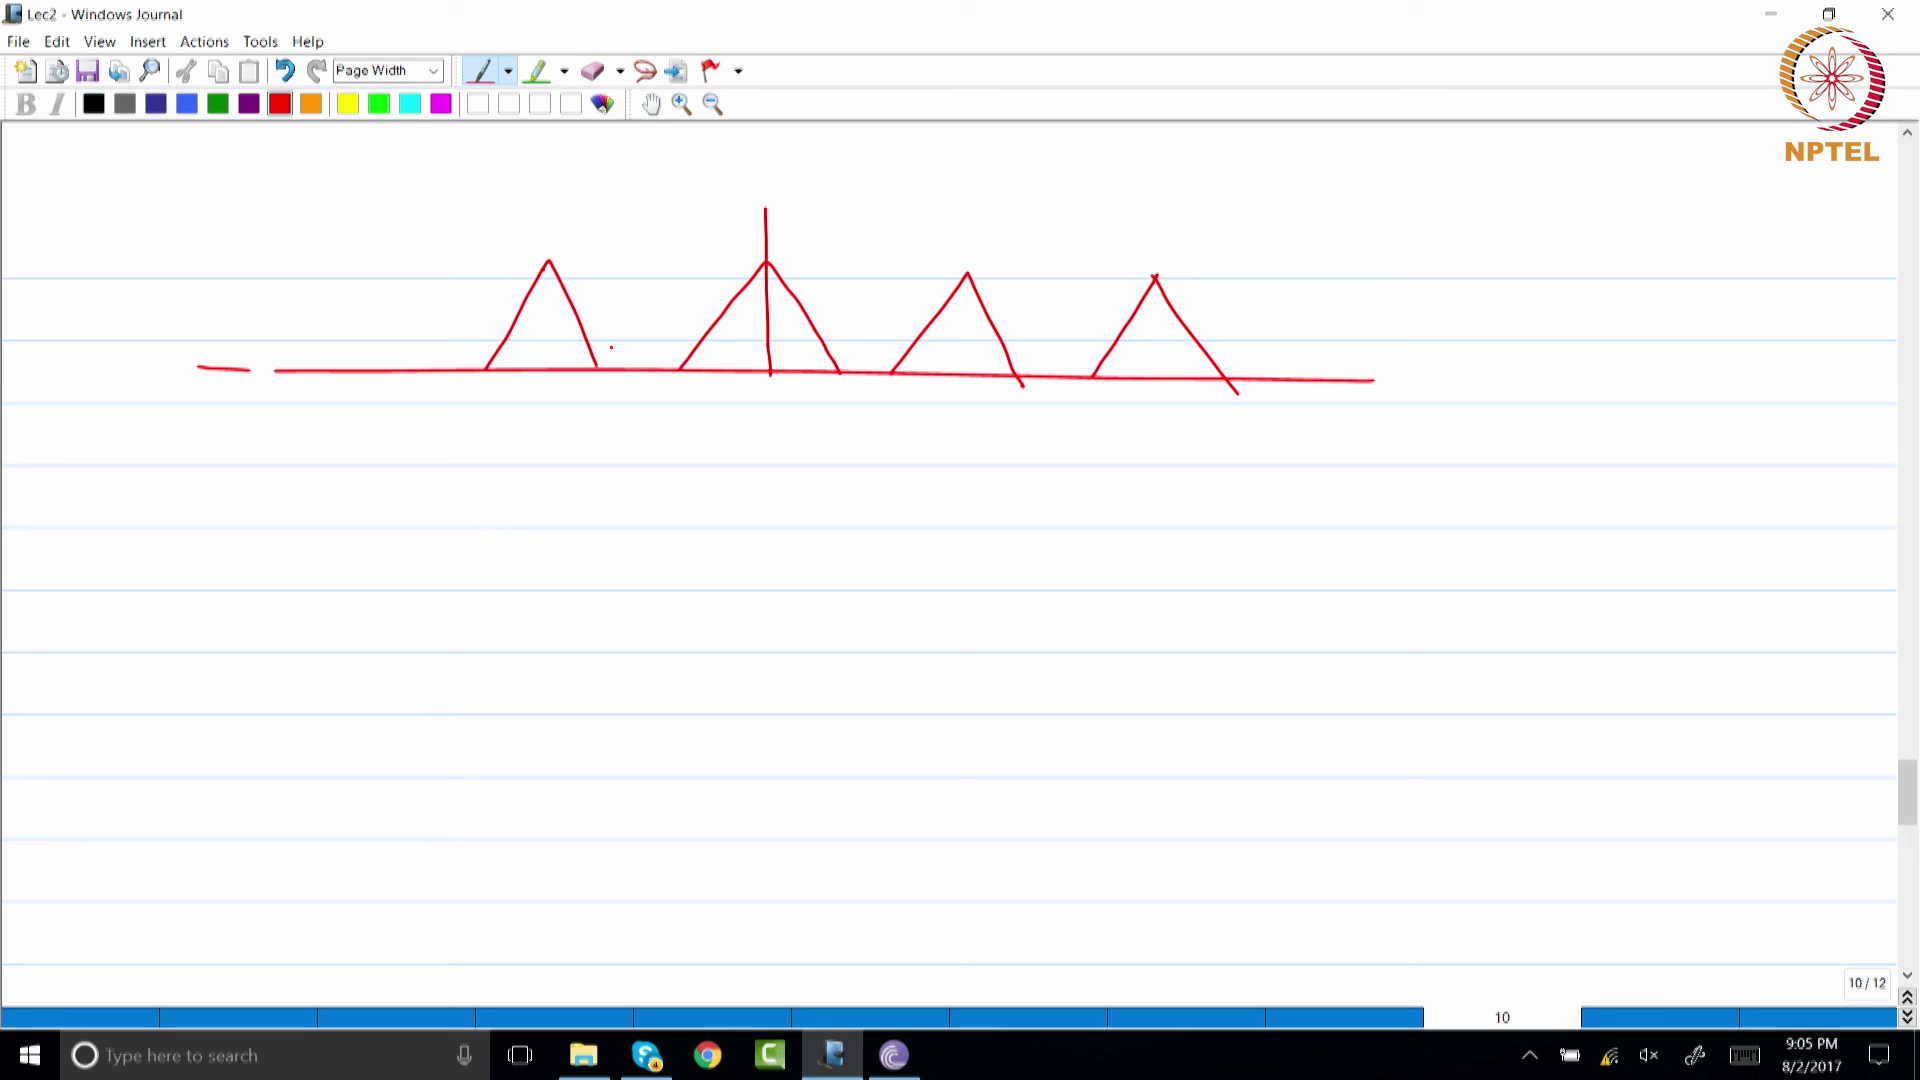 Lec2 - Windows Journal
File Edit View Insert Actions Tools Help
Page Width
B I
NPTEL
10 / 12
10
Type here to search
4
9:05 PM
8/2/2017